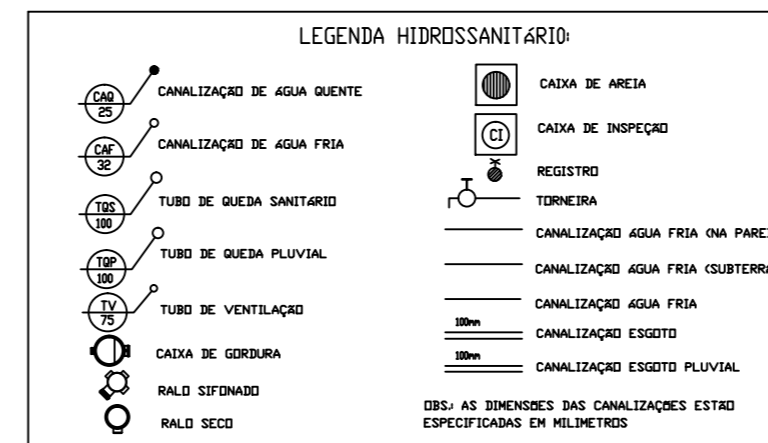 LEGENDA HIDROSSANITáRIO:
CAQ
25
CANALIZAÇÃO DE áGUA QUENTE
CAF
32
CANALIZAÇÃO DE áGUA FRIA
TQS
100
TUBO DE QUEDA SANITáRIO
TQP
100
TUBO DE QUEDA PLUVIAL
TV
75
TUBO DE VENTILAÇÃO
CAIXA DE GORDURA
RALO SIFONADO
RALO SECO
CAIXA DE AREIA
CI
CAIXA DE INSPEÇÃO
REGISTRO
TORNEIRA
CANALIZAÇÃO áGUA FRIA (NA PARE
CANALIZAÇÃO áGUA FRIA (SUBTERR
CANALIZAÇÃO áGUA FRIA
100mm
CANALIZAÇÃO ESGOTO
100mm
CANALIZAÇÃO ESGOTO PLUVIAL
OBS.: AS DIMENSÕES DAS CANALIZAÇÕES ESTÃO
ESPECIFICADAS EM MILIMETROS